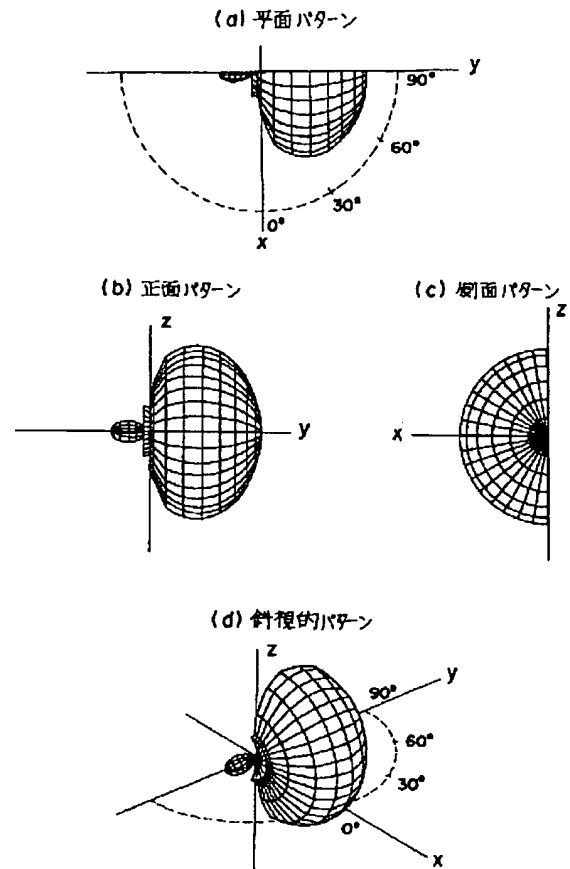 (a) 平面パターン
y
90°
60°
30°
0°
x
(b) 正面パターン
(c) 側面パターン
z
z
y
x
(d) 斜視的パターン
z
y
90°
60°
30°
0°
x